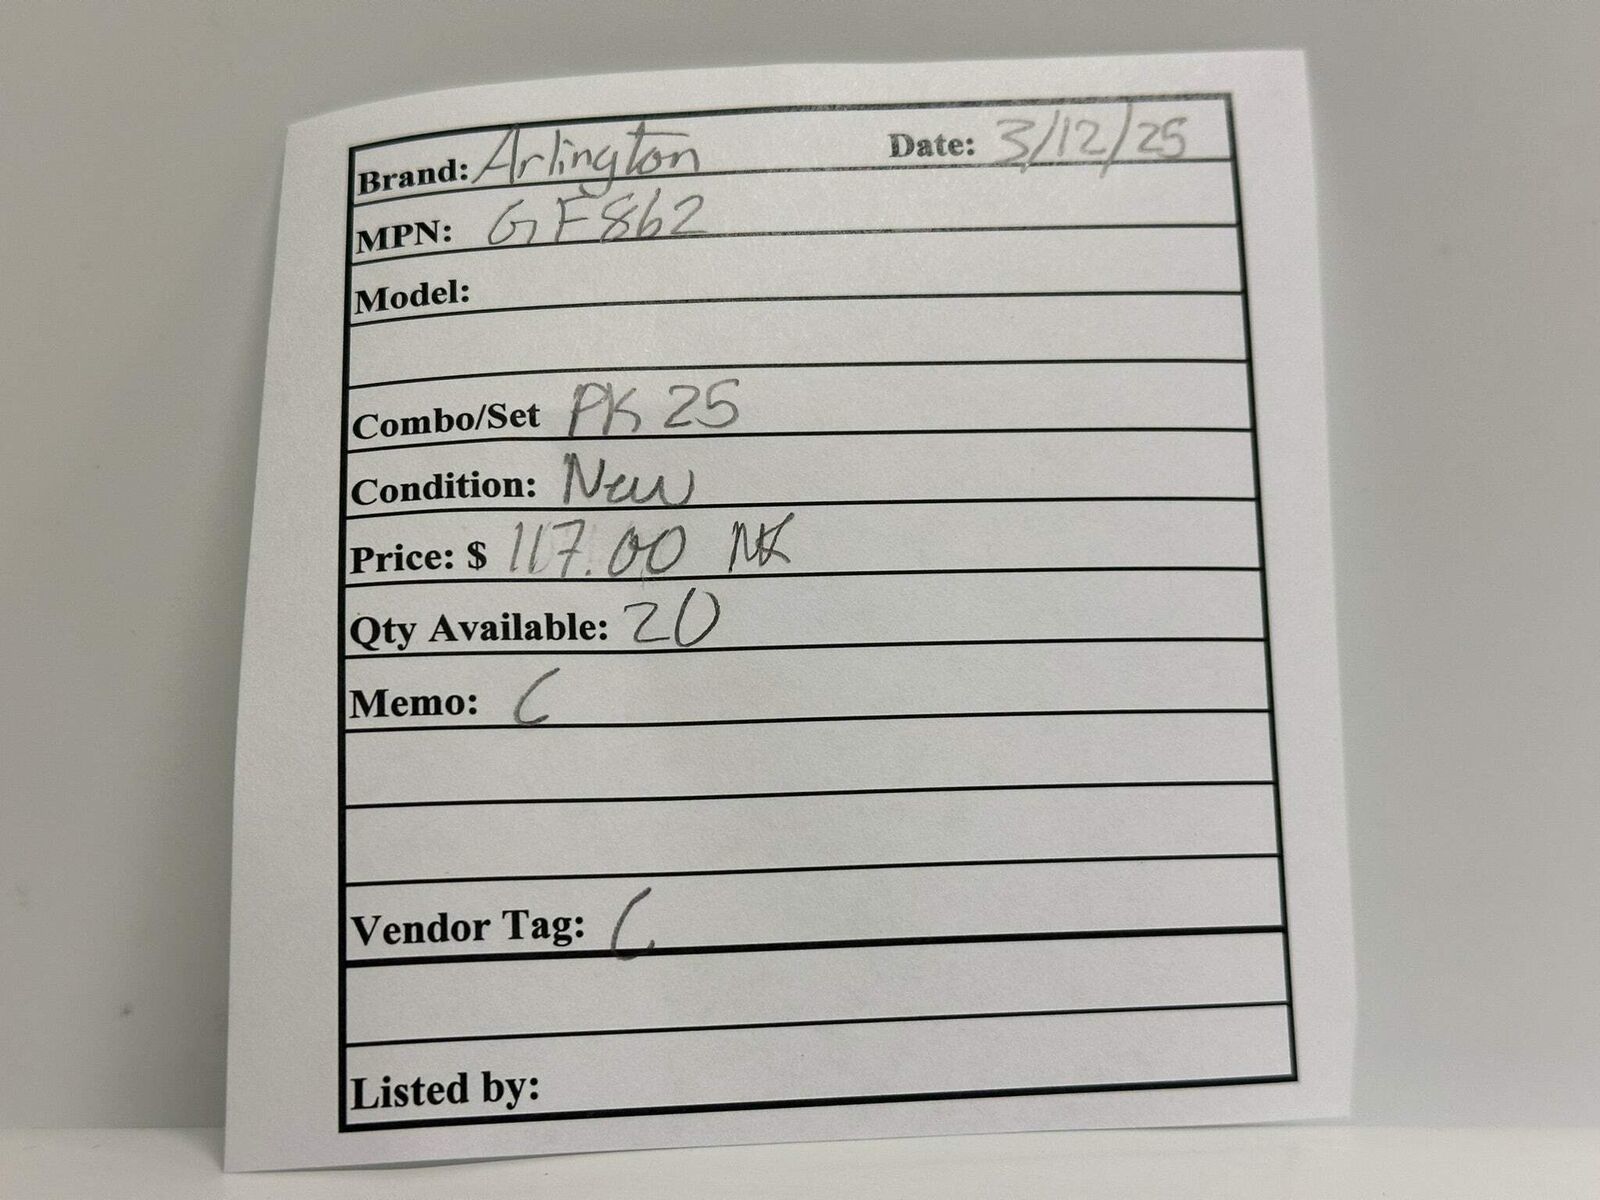 Brand: Arlington Date: 3/12/25
MPN: GF862
Model:
Combo/Set PK 25
Condition: New
Price: $ 117.00
Qty Available: 20
Memo: C
Vendor Tag: C
Listed by: